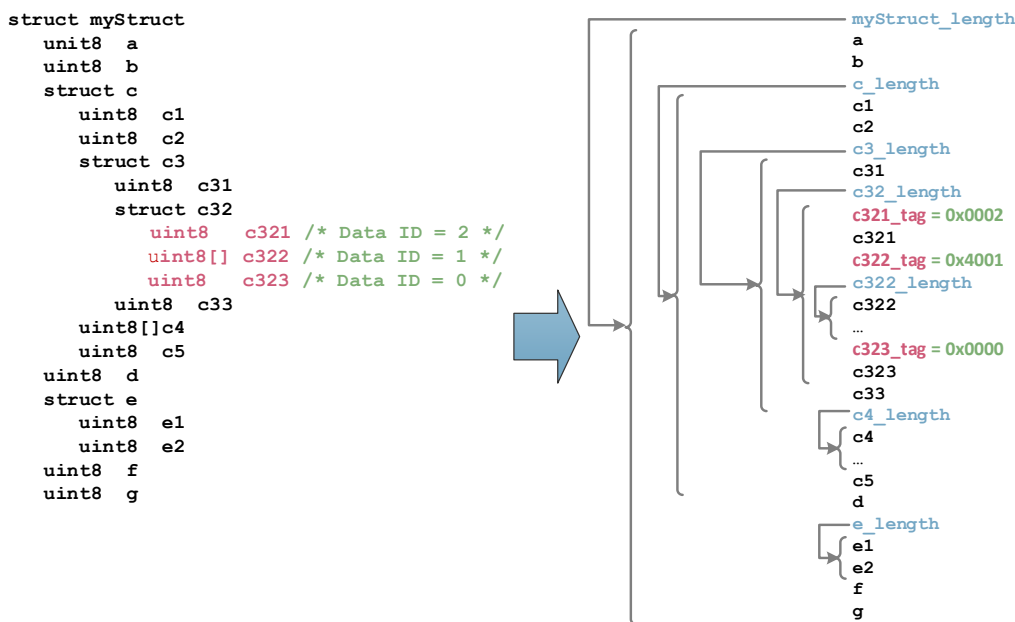 struct myStruct
unit8 a
uint8 b
struct c
uint8 c1
uint8 c2
struct c3
uint8 c31
struct c32
uint8 c321 /* Data ID = 2 */
uint8[] c322 /* Data ID = 1 */
uint8 c323 /* Data ID = 0 */
uint8 c33
uint8[]c4
uint8 c5
uint8 d
struct e
uint8 e1
uint8 e2
uint8 f
uint8 g
myStruct_length
a
b
c_length
c1
c2
c3_length
c31
c32_length
c321_tag = 0x0002
c321
c322_tag = 0x4001
c322_length
c322
…
c323_tag = 0x0000
c323
c33
c4_length
c4
…
c5
d
e_length
e1
e2
f
g